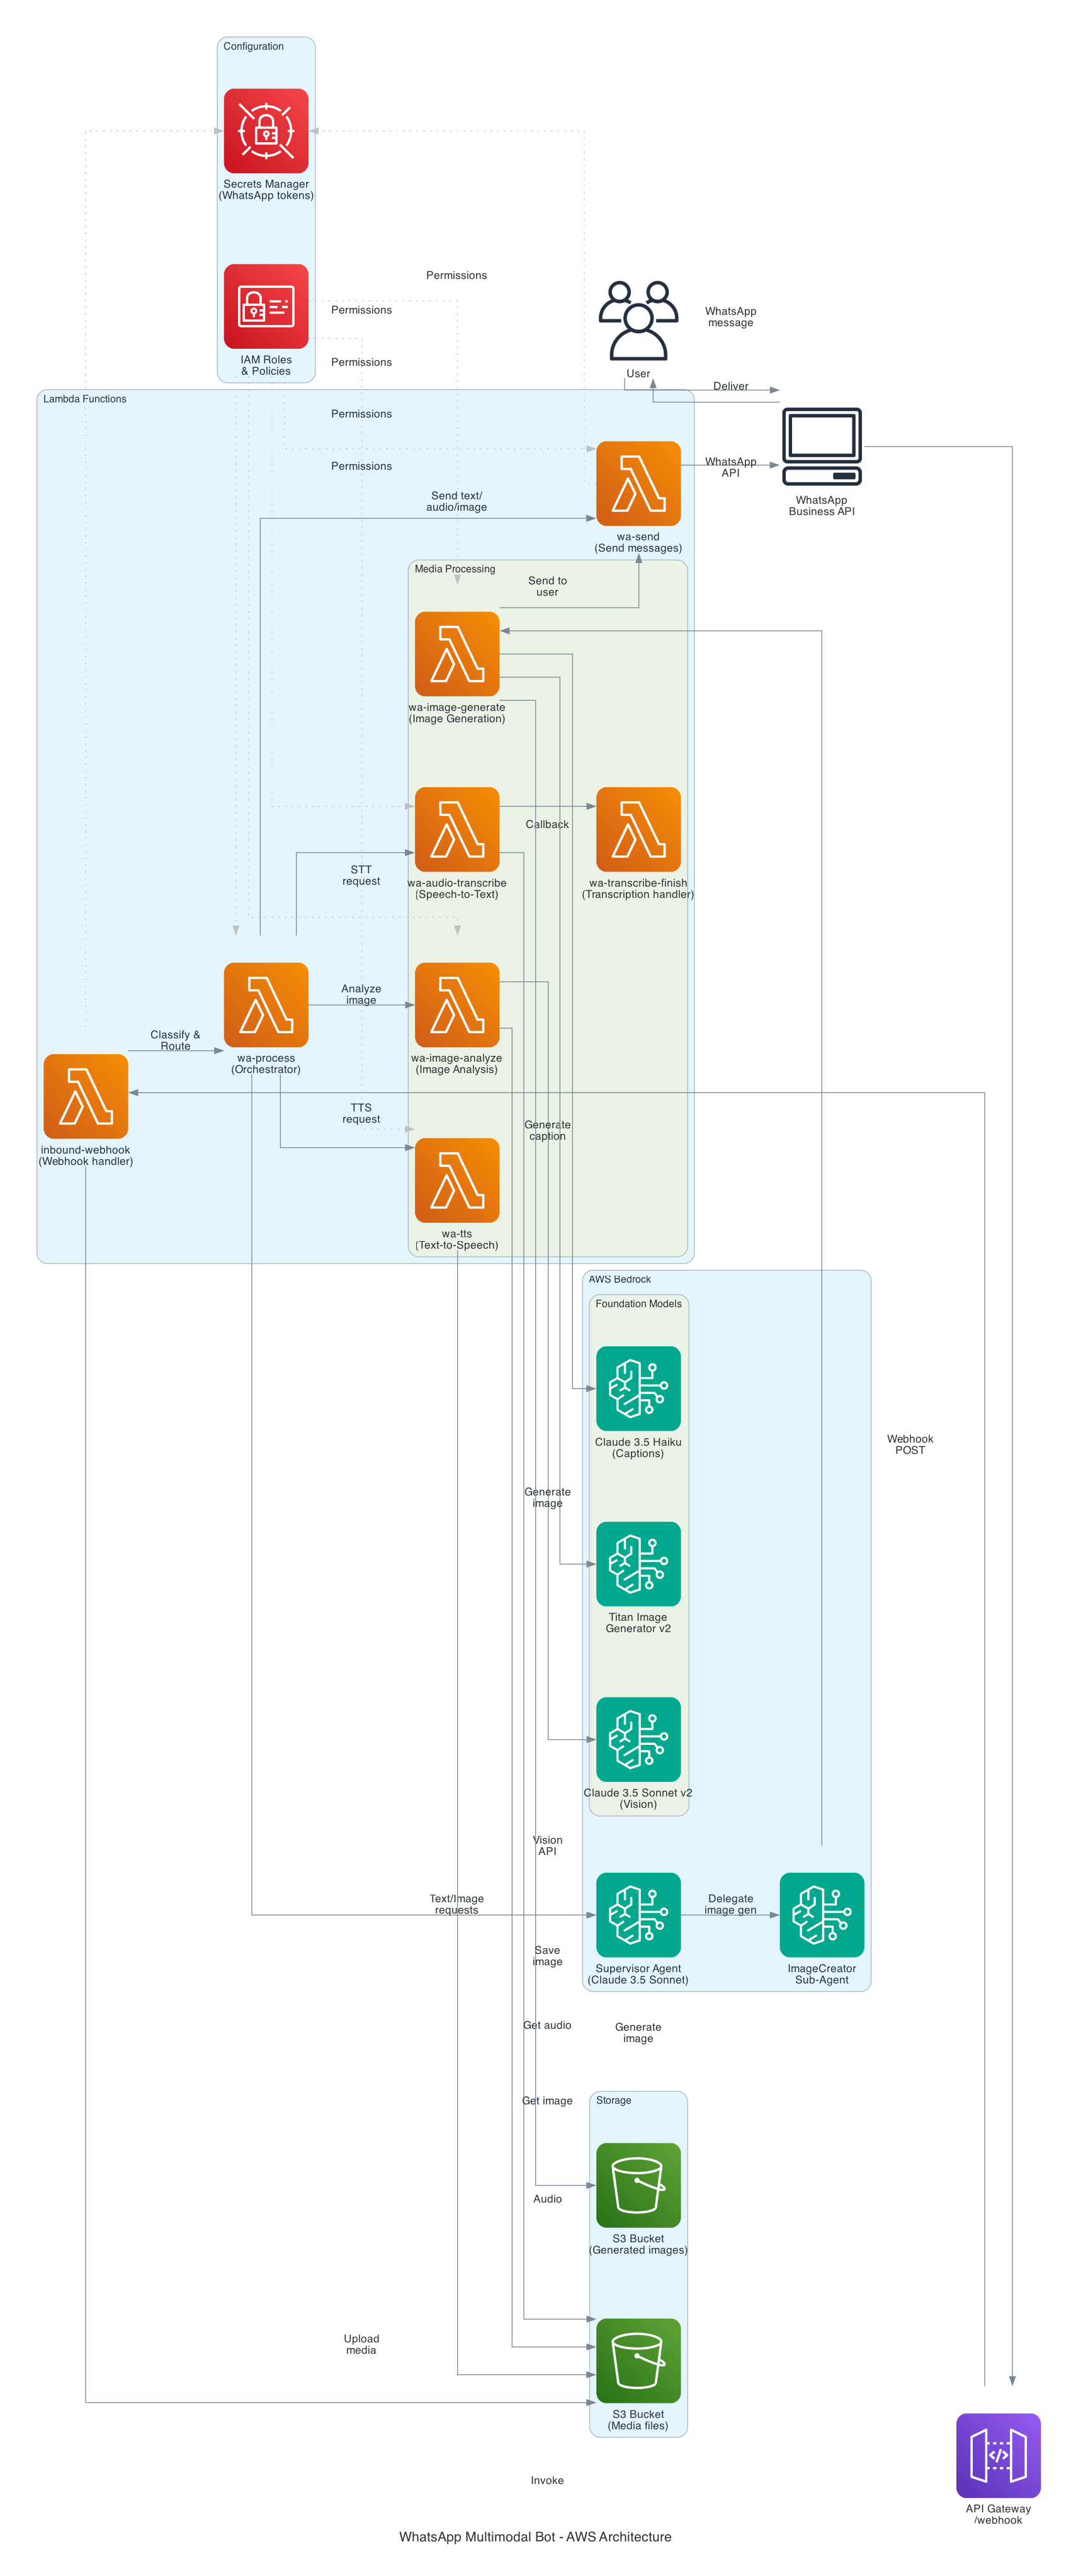 Configuration
Secrets Manager
(WhatsApp tokens)
Permissions
Permissions
WhatsApp
message
IAM Roles
& Policies
Permissions
User
Deliver
Lambda Functions
Permissions
Permissions
WhatsApp
API
Send text/
audio/image
WhatsApp
Business API
wa-send
(Send messages)
Media Processing
Send to
user
wa-image-generate
(Image Generation)
Callback
STT
request
wa-audio-transcribe
(Speech-to-Text)
wa-transcribe-finish
(Transcription handler)
Analyze
image
Classify &
Route
wa-process
(Orchestrator)
wa-image-analyze
(Image Analysis)
TTS
request
Generate
caption
inbound-webhook
(Webhook handler)
wa-tts
(Text-to-Speech)
AWS Bedrock
Foundation Models
Claude 3.5 Haiku
(Captions)
Webhook
POST
Generate
image
Titan Image
Generator v2
Claude 3.5 Sonnet v2
(Vision)
Vision
API
Text/Image
requests
Delegate
image gen
Save
image
Supervisor Agent
(Claude 3.5 Sonnet)
ImageCreator
Sub-Agent
Get audio
Generate
image
Get image
Storage
Audio
S3 Bucket
(Generated images)
Upload
media
S3 Bucket
(Media files)
Invoke
API Gateway
/webhook
WhatsApp Multimodal Bot - AWS Architecture